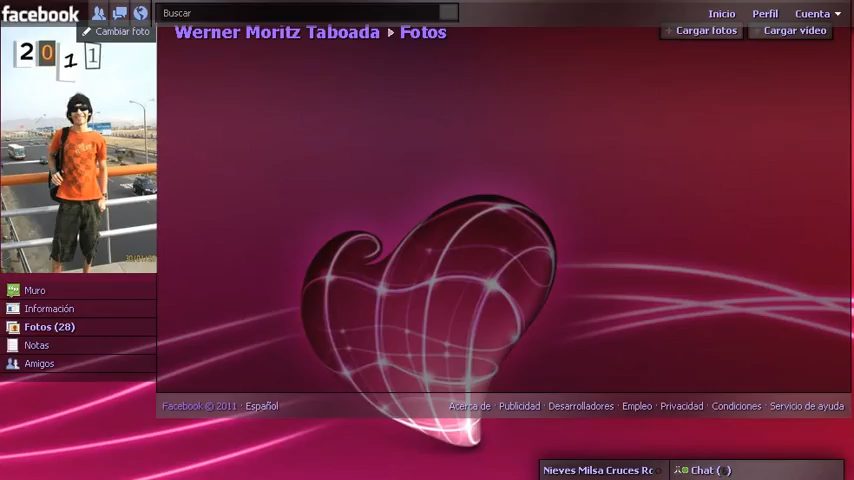 facebook
Buscar
Inicio Perfil Cuenta
Cambiar foto
Werner Moritz Taboada ▸ Fotos
+ Cargar fotos + Cargar video
2011
Muro
Información
Fotos (28)
Notas
Amigos
Facebook © 2011 · Español
Acerca de · Publicidad · Desarrolladores · Empleo · Privacidad · Condiciones · Servicio de ayuda
Nieves Milsa Cruces
Chat